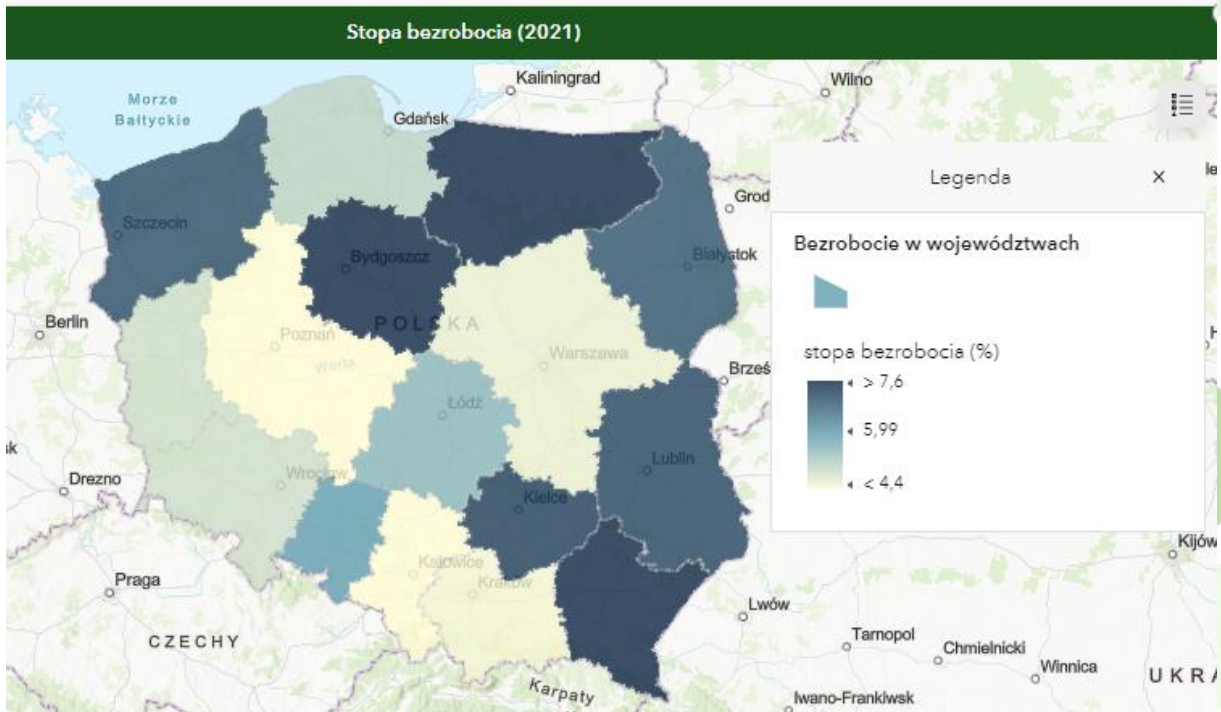 Stopa bezrobocia (2021)
Kaliningrad
Wilno
Morze
Bałtyckie
Gdańsk
Legenda
Grod
Szczecin
Bezrobocie w województwach
Bydgoszcz
Białystok
Berlin
POLSKA
Poznań
Warta
Warszawa
stopa bezrobocia (%)
Brześ
> 7,6
Łódź
5,99
Lublin
Wrocław
< 4,4
Drezno
Kielce
Kijów
Katowice
Praga
Kraków
Lwów
Tarnopol
CZECHY
Chmielnicki
Winnica
UKRA
Karpaty
Iwano-Frankiwsk